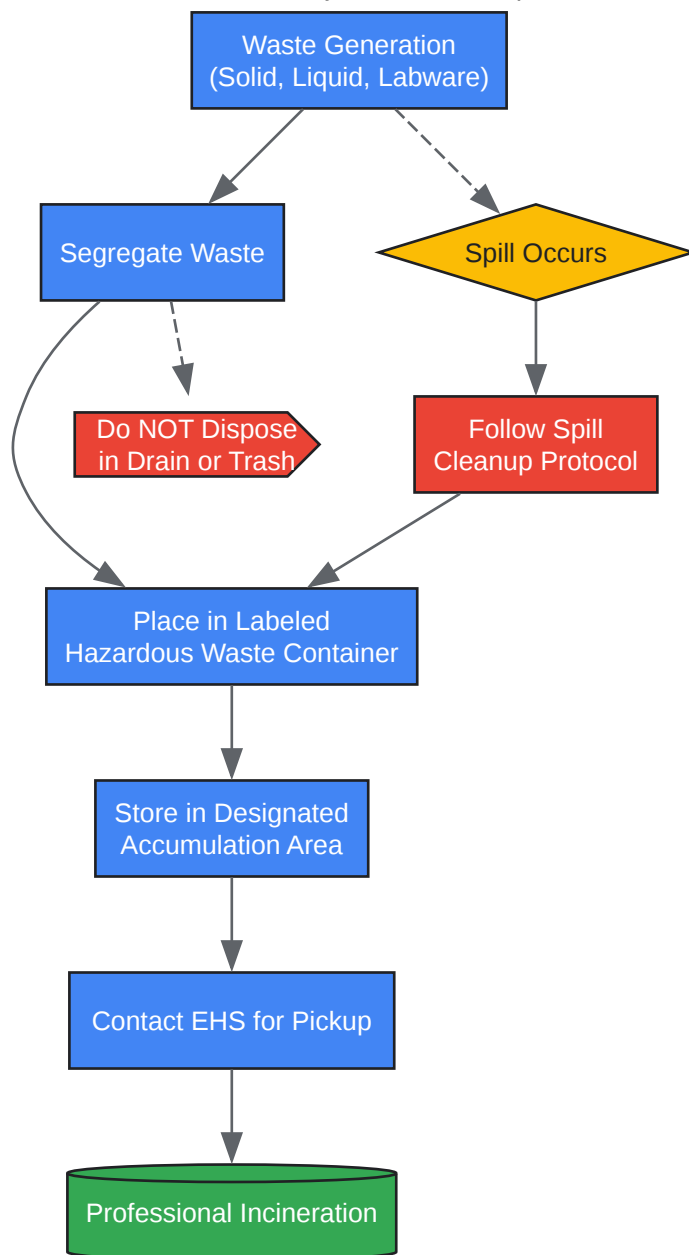 Waste Generation
(Solid, Liquid, Labware)
Segregate Waste
Spill Occurs
Do NOT Dispose
in Drain or Trash
Follow Spill
Cleanup Protocol
Place in Labeled
Hazardous Waste Container
Store in Designated
Accumulation Area
Contact EHS for Pickup
Professional Incineration